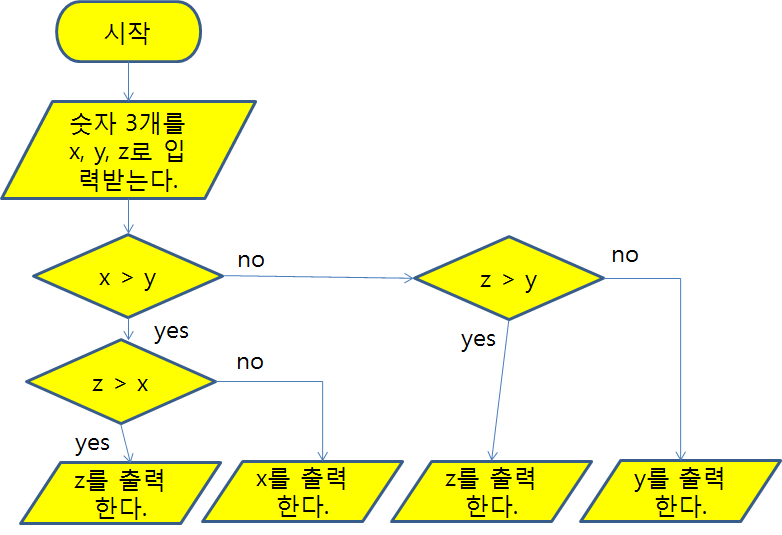 시작
숫자 3개를
x, y, z로 입
력받는다.
x > y
no
z > y
no
yes
yes
z > x
no
yes
z를 출력
한다.
x를 출력
한다.
z를 출력
한다.
y를 출력
한다.